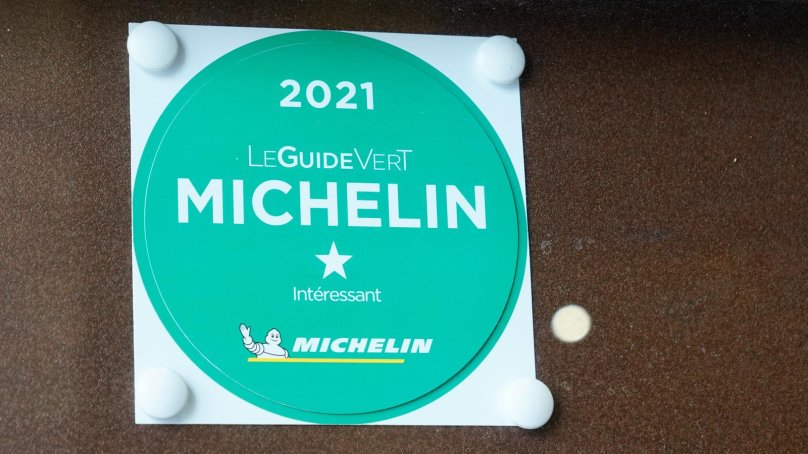 2021
LEGUIDEVERT
MICHELIN
Intéressant
MICHELIN